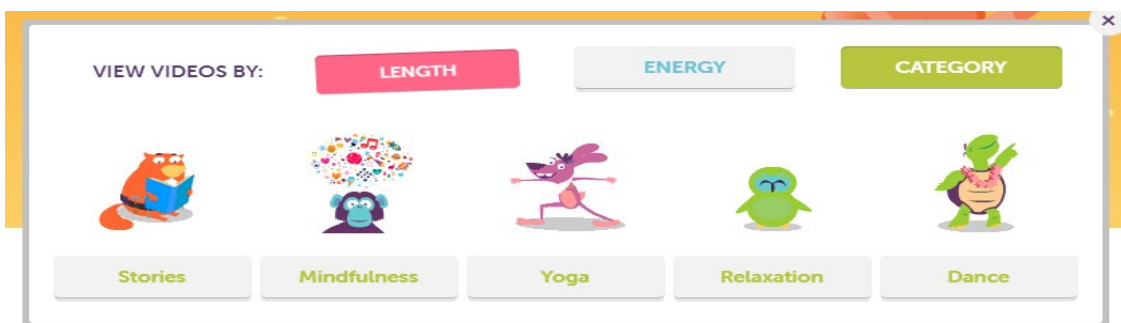 VIEW VIDEOS BY: LENGTH ENERGY CATEGORY
Stories Mindfulness Yoga Relaxation Dance